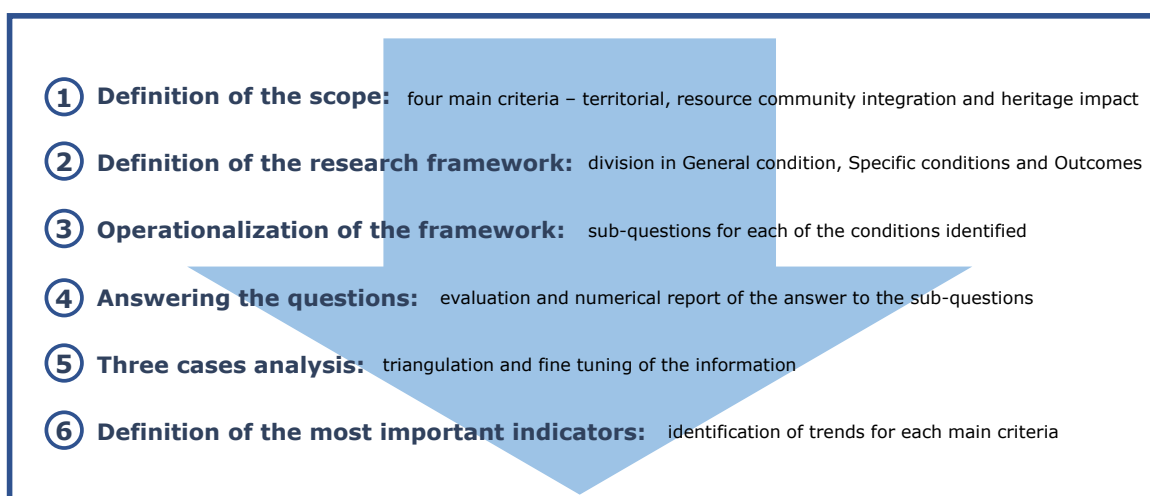 1 Definition of the scope: four main criteria – territorial, resource community integration and heritage impact
2 Definition of the research framework: division in General condition, Specific conditions and Outcomes
3 Operationalization of the framework: sub-questions for each of the conditions identified
4 Answering the questions: evaluation and numerical report of the answer to the sub-questions
5 Three cases analysis: triangulation and fine tuning of the information
6 Definition of the most important indicators: identification of trends for each main criteria